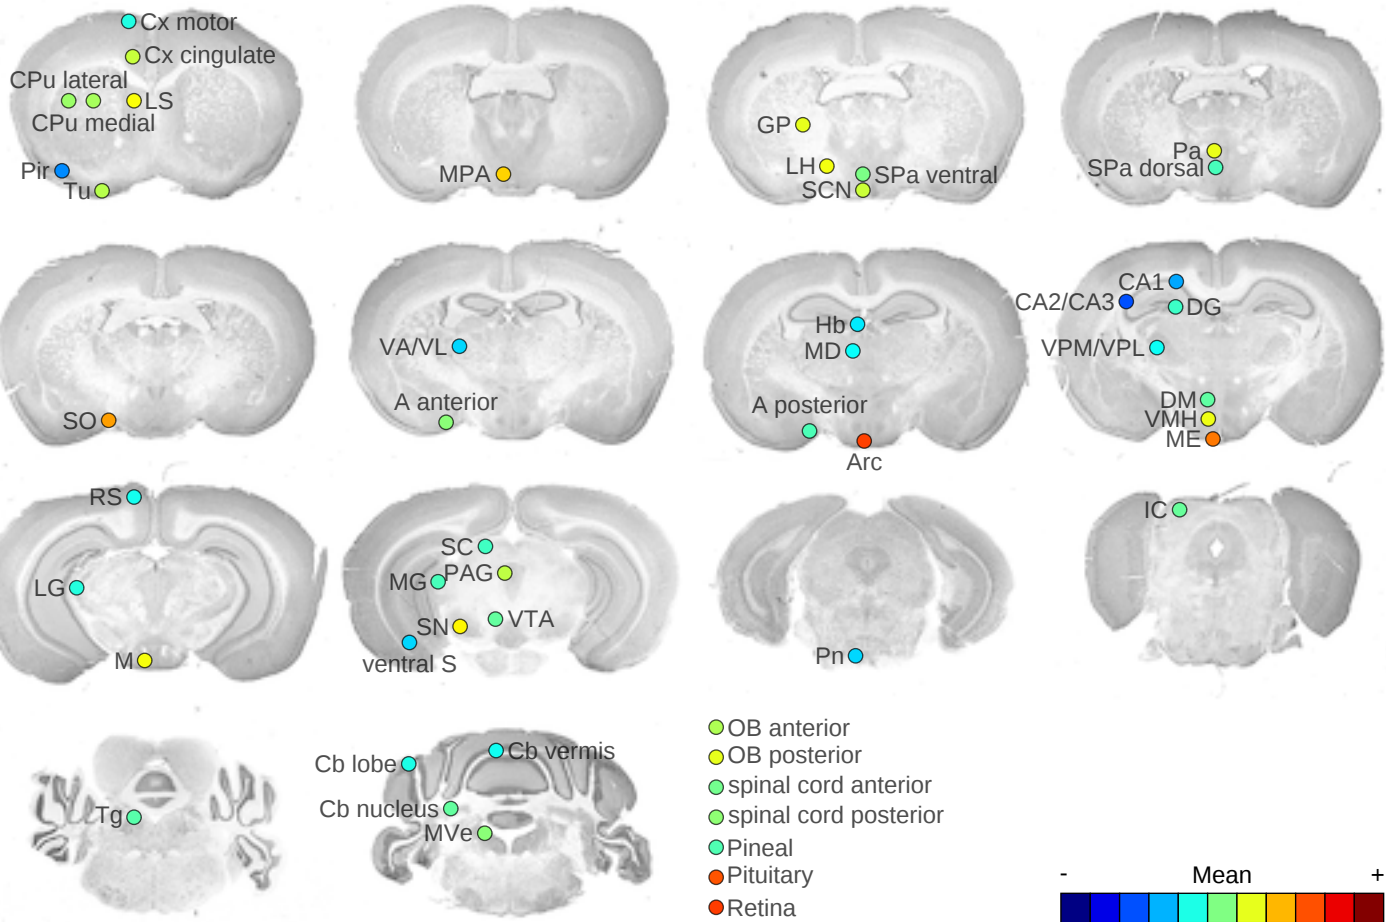 Cx motor
Cx cingulate
CPu lateral
LS
CPu medial
Pir
Tu
MPA
GP
LH
SPa ventral
SCN
Pa
SPa dorsal
SO
VA/VL
A anterior
Hb
MD
A posterior
Arc
CA1
CA2/CA3
DG
VPM/VPL
DM
VMH
ME
RS
LG
M
SC
MG
PAG
SN
VTA
ventral S
Pn
IC
Tg
Cb lobe
Cb vermis
Cb nucleus
MVe
OB anterior
OB posterior
spinal cord anterior
spinal cord posterior
Pineal
Pituitary
Retina
- Mean +